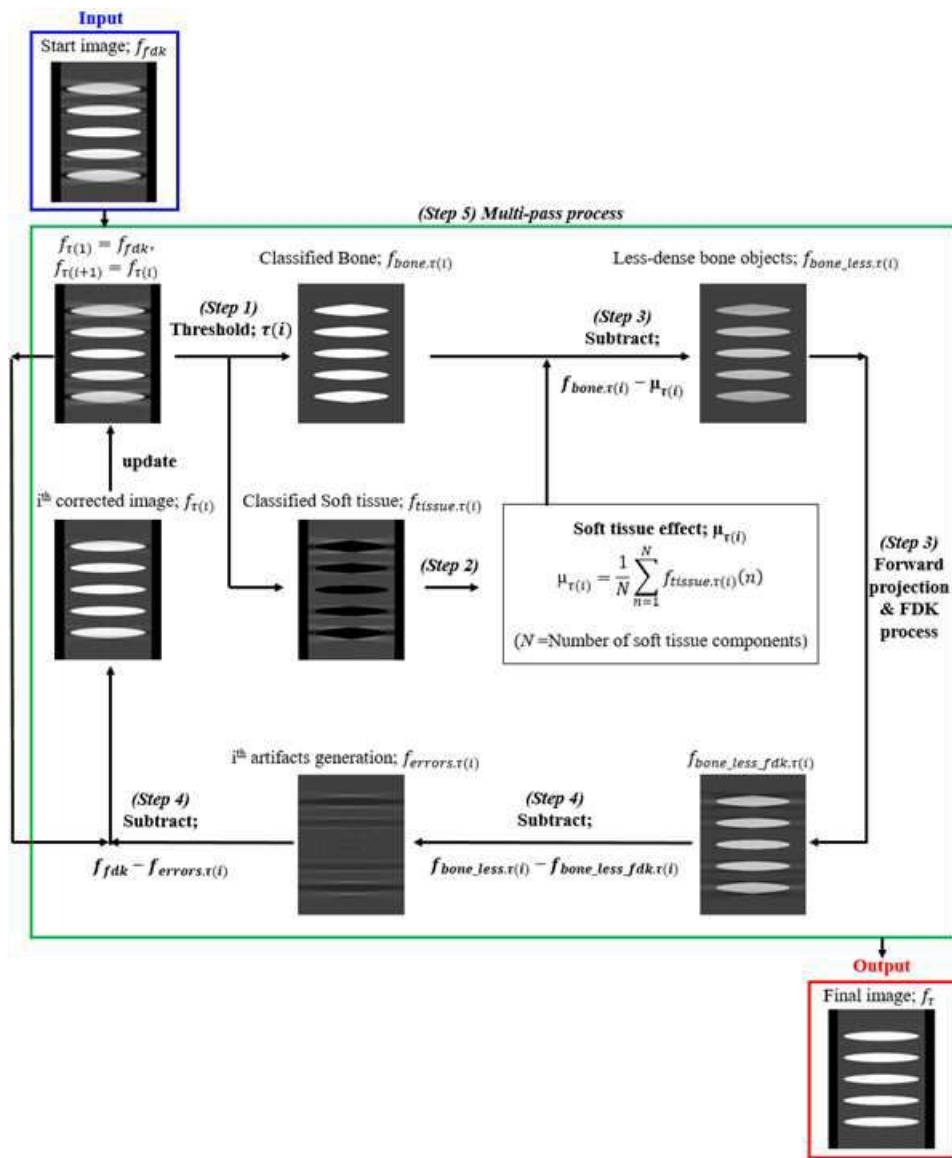 Input
Start image; f_fdk
(Step 5) Multi-pass process
f_τ(1) = f_fdk,
f_τ(i+1) = f_τ(i)
Classified Bone; f_bone.τ(i)
Less-dense bone objects; f_bone_less.τ(i)
(Step 1)
Threshold; τ(i)
(Step 3)
Subtract;
f_bone.τ(i) − μ_τ(i)
update
i^th corrected image; f_τ(i)
Classified Soft tissue; f_tissue.τ(i)
(Step 2)
Soft tissue effect; μ_τ(i)
μ_τ(i) = 1/N ∑_{n=1}^{N} f_tissue.τ(i)(n)
(N =Number of soft tissue components)
(Step 3)
Forward
projection
& FDK
process
i^th artifacts generation; f_errors.τ(i)
f_bone_less_fdk.τ(i)
(Step 4)
Subtract;
f_fdk − f_errors.τ(i)
(Step 4)
Subtract;
f_bone_less.τ(i) − f_bone_less_fdk.τ(i)
Output
Final image; f_τ